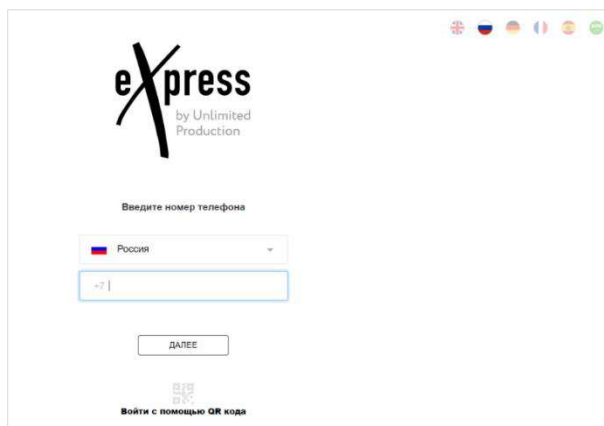 eXpress
by Unlimited
Production
Введите номер телефона
Россия
+7
ДАЛЕЕ
Войти с помощью QR кода